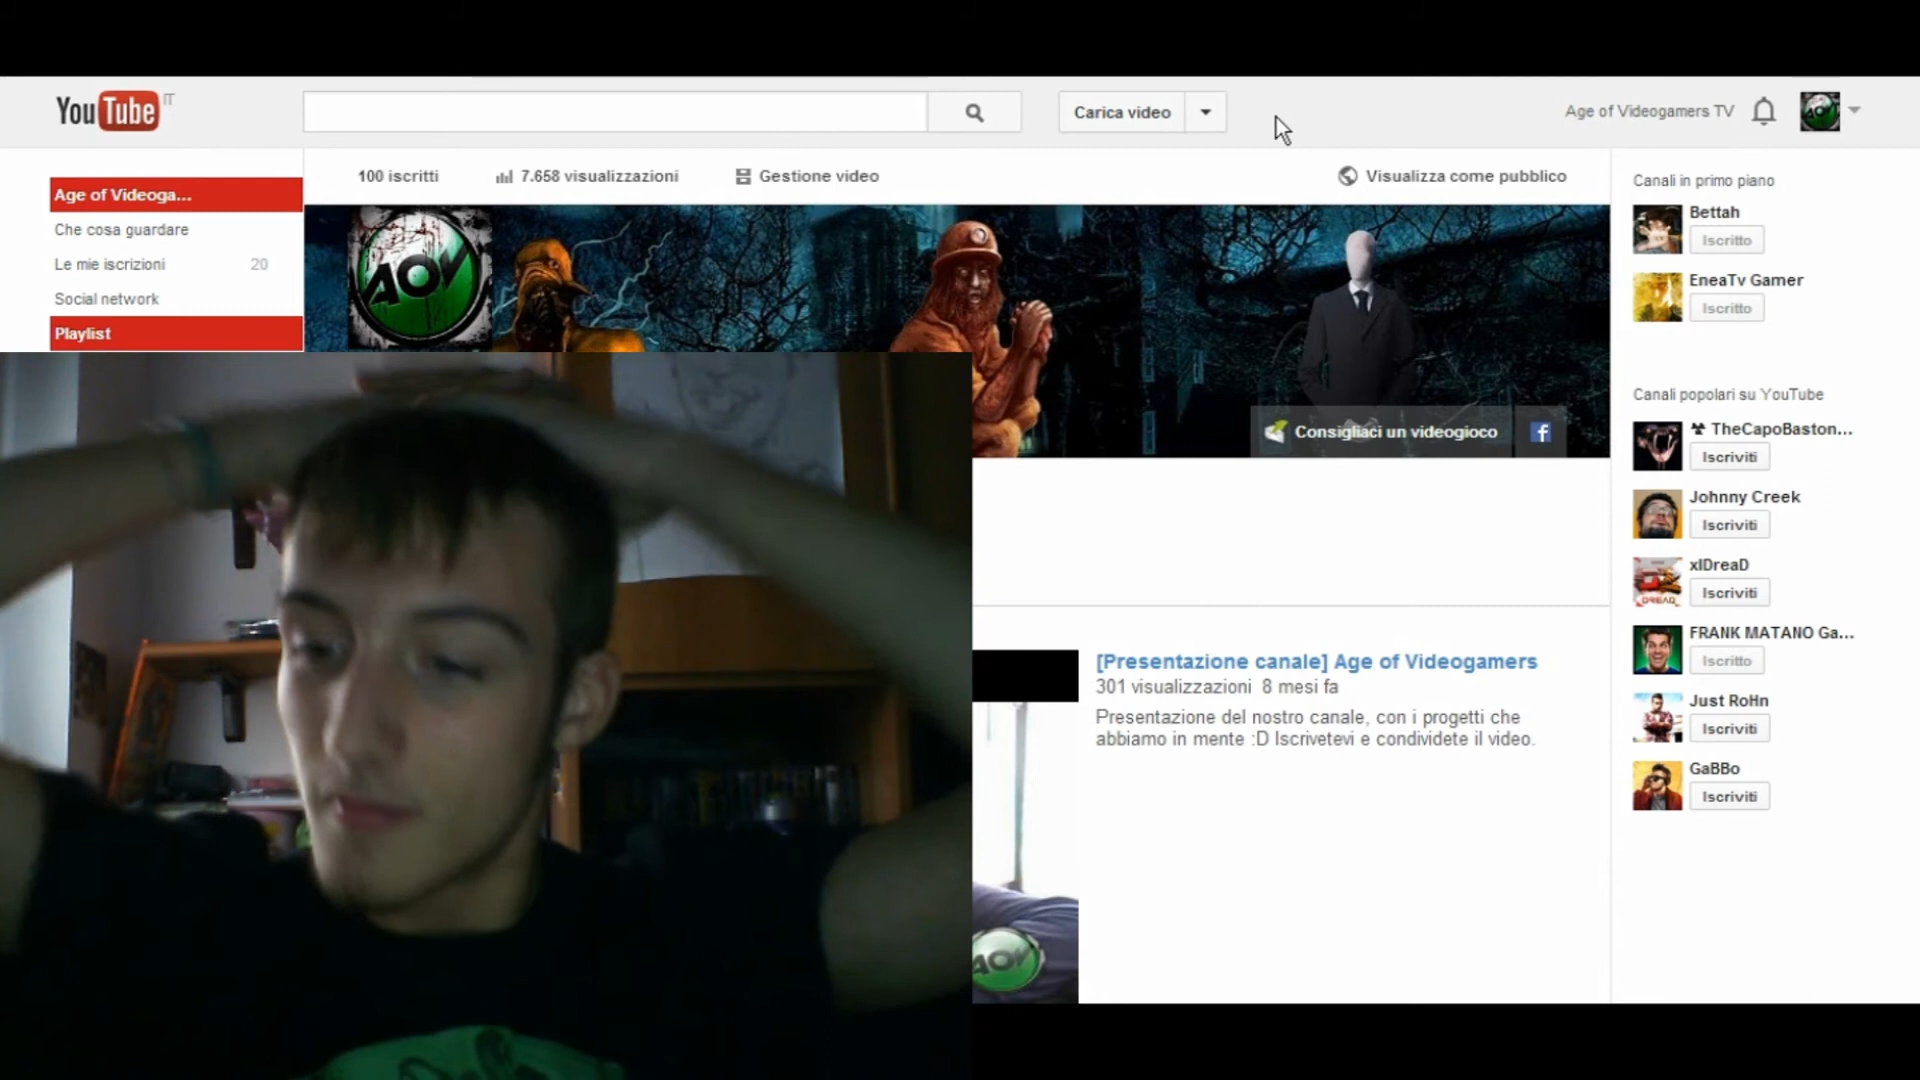 YouTube IT
Carica video
Age of Videogamers TV
100 iscritti
7.658 visualizzazioni
Gestione video
Visualizza come pubblico
Age of Videoga...
Che cosa guardare
Le mie iscrizioni 20
Social network
Playlist
AOV
Consigliaci un videogioco
f
[Presentazione canale] Age of Videogamers
301 visualizzazioni 8 mesi fa
Presentazione del nostro canale, con i progetti che
abbiamo in mente :D Iscrivetevi e condividete il video.
AOV
Canali in primo piano
Bettah
Iscritto
EneaTv Gamer
Iscritto
Canali popolari su YouTube
TheCapoBaston...
Iscriviti
Johnny Creek
Iscriviti
xIDreaD
Iscriviti
FRANK MATANO Ga...
Iscritto
Just RoHn
Iscriviti
GaBBo
Iscriviti